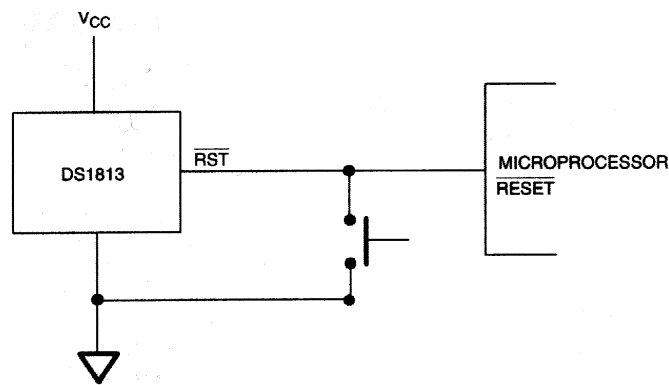 VCC
DS1813
RST
MICROPROCESSOR
RESET